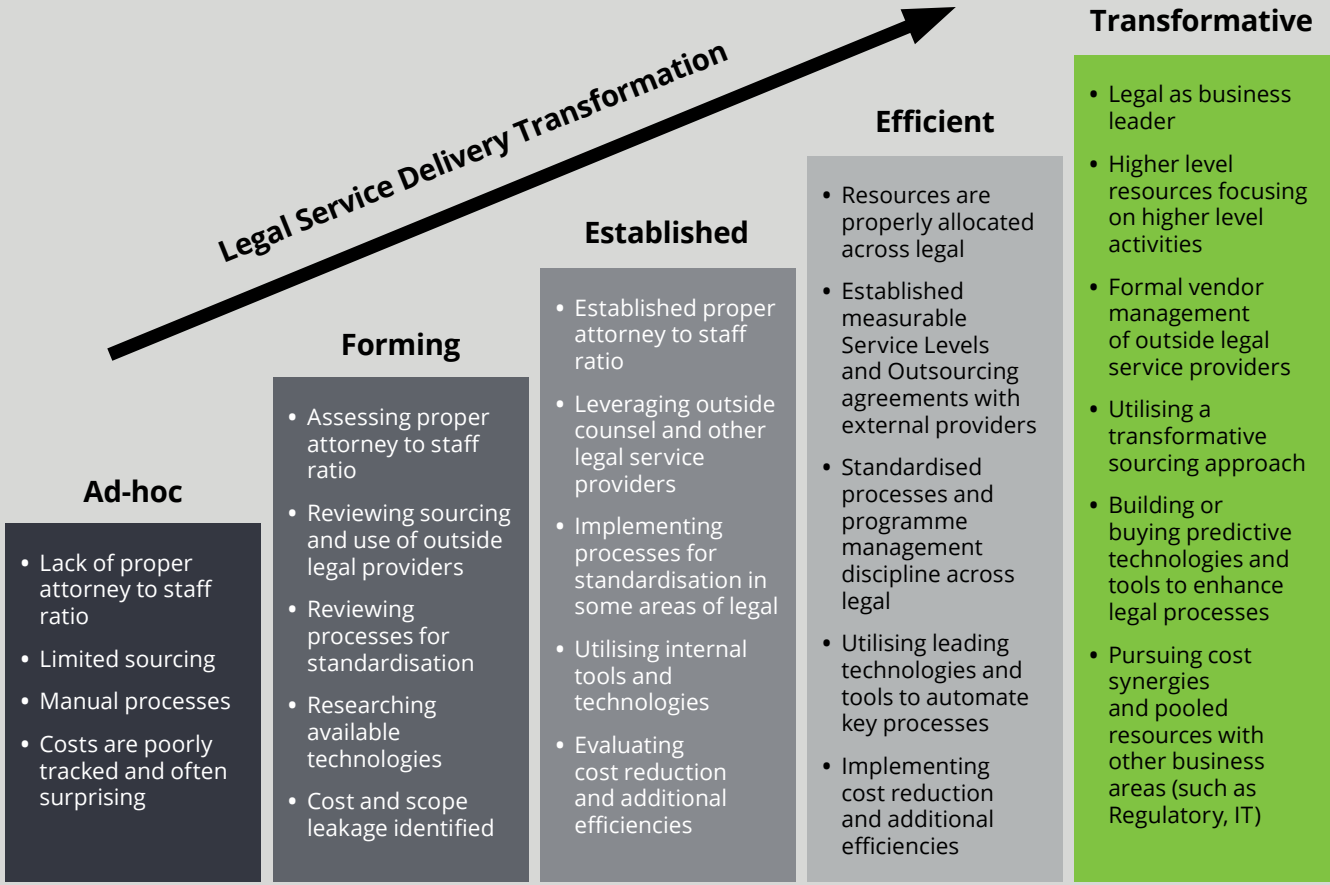 Legal Service Delivery Transformation
Ad-hoc
• Lack of proper
attorney to staff
ratio
• Limited sourcing
• Manual processes
• Costs are poorly
tracked and often
surprising
Forming
• Assessing proper
attorney to staff
ratio
• Reviewing sourcing
and use of outside
legal providers
• Reviewing
processes for
standardisation
• Researching
available
technologies
• Cost and scope
leakage identified
Established
• Established proper
attorney to staff
ratio
• Leveraging outside
counsel and other
legal service
providers
• Implementing
processes for
standardisation in
some areas of legal
• Utilising internal
tools and
technologies
• Evaluating
cost reduction
and additional
efficiencies
Efficient
• Resources are
properly allocated
across legal
• Established
measurable
Service Levels
and Outsourcing
agreements with
external providers
• Standardised
processes and
programme
management
discipline across
legal
• Utilising leading
technologies and
tools to automate
key processes
• Implementing
cost reduction
and additional
efficiencies
Transformative
• Legal as business
leader
• Higher level
resources focusing
on higher level
activities
• Formal vendor
management
of outside legal
service providers
• Utilising a
transformative
sourcing approach
• Building or
buying predictive
technologies and
tools to enhance
legal processes
• Pursuing cost
synergies
and pooled
resources with
other business
areas (such as
Regulatory, IT)